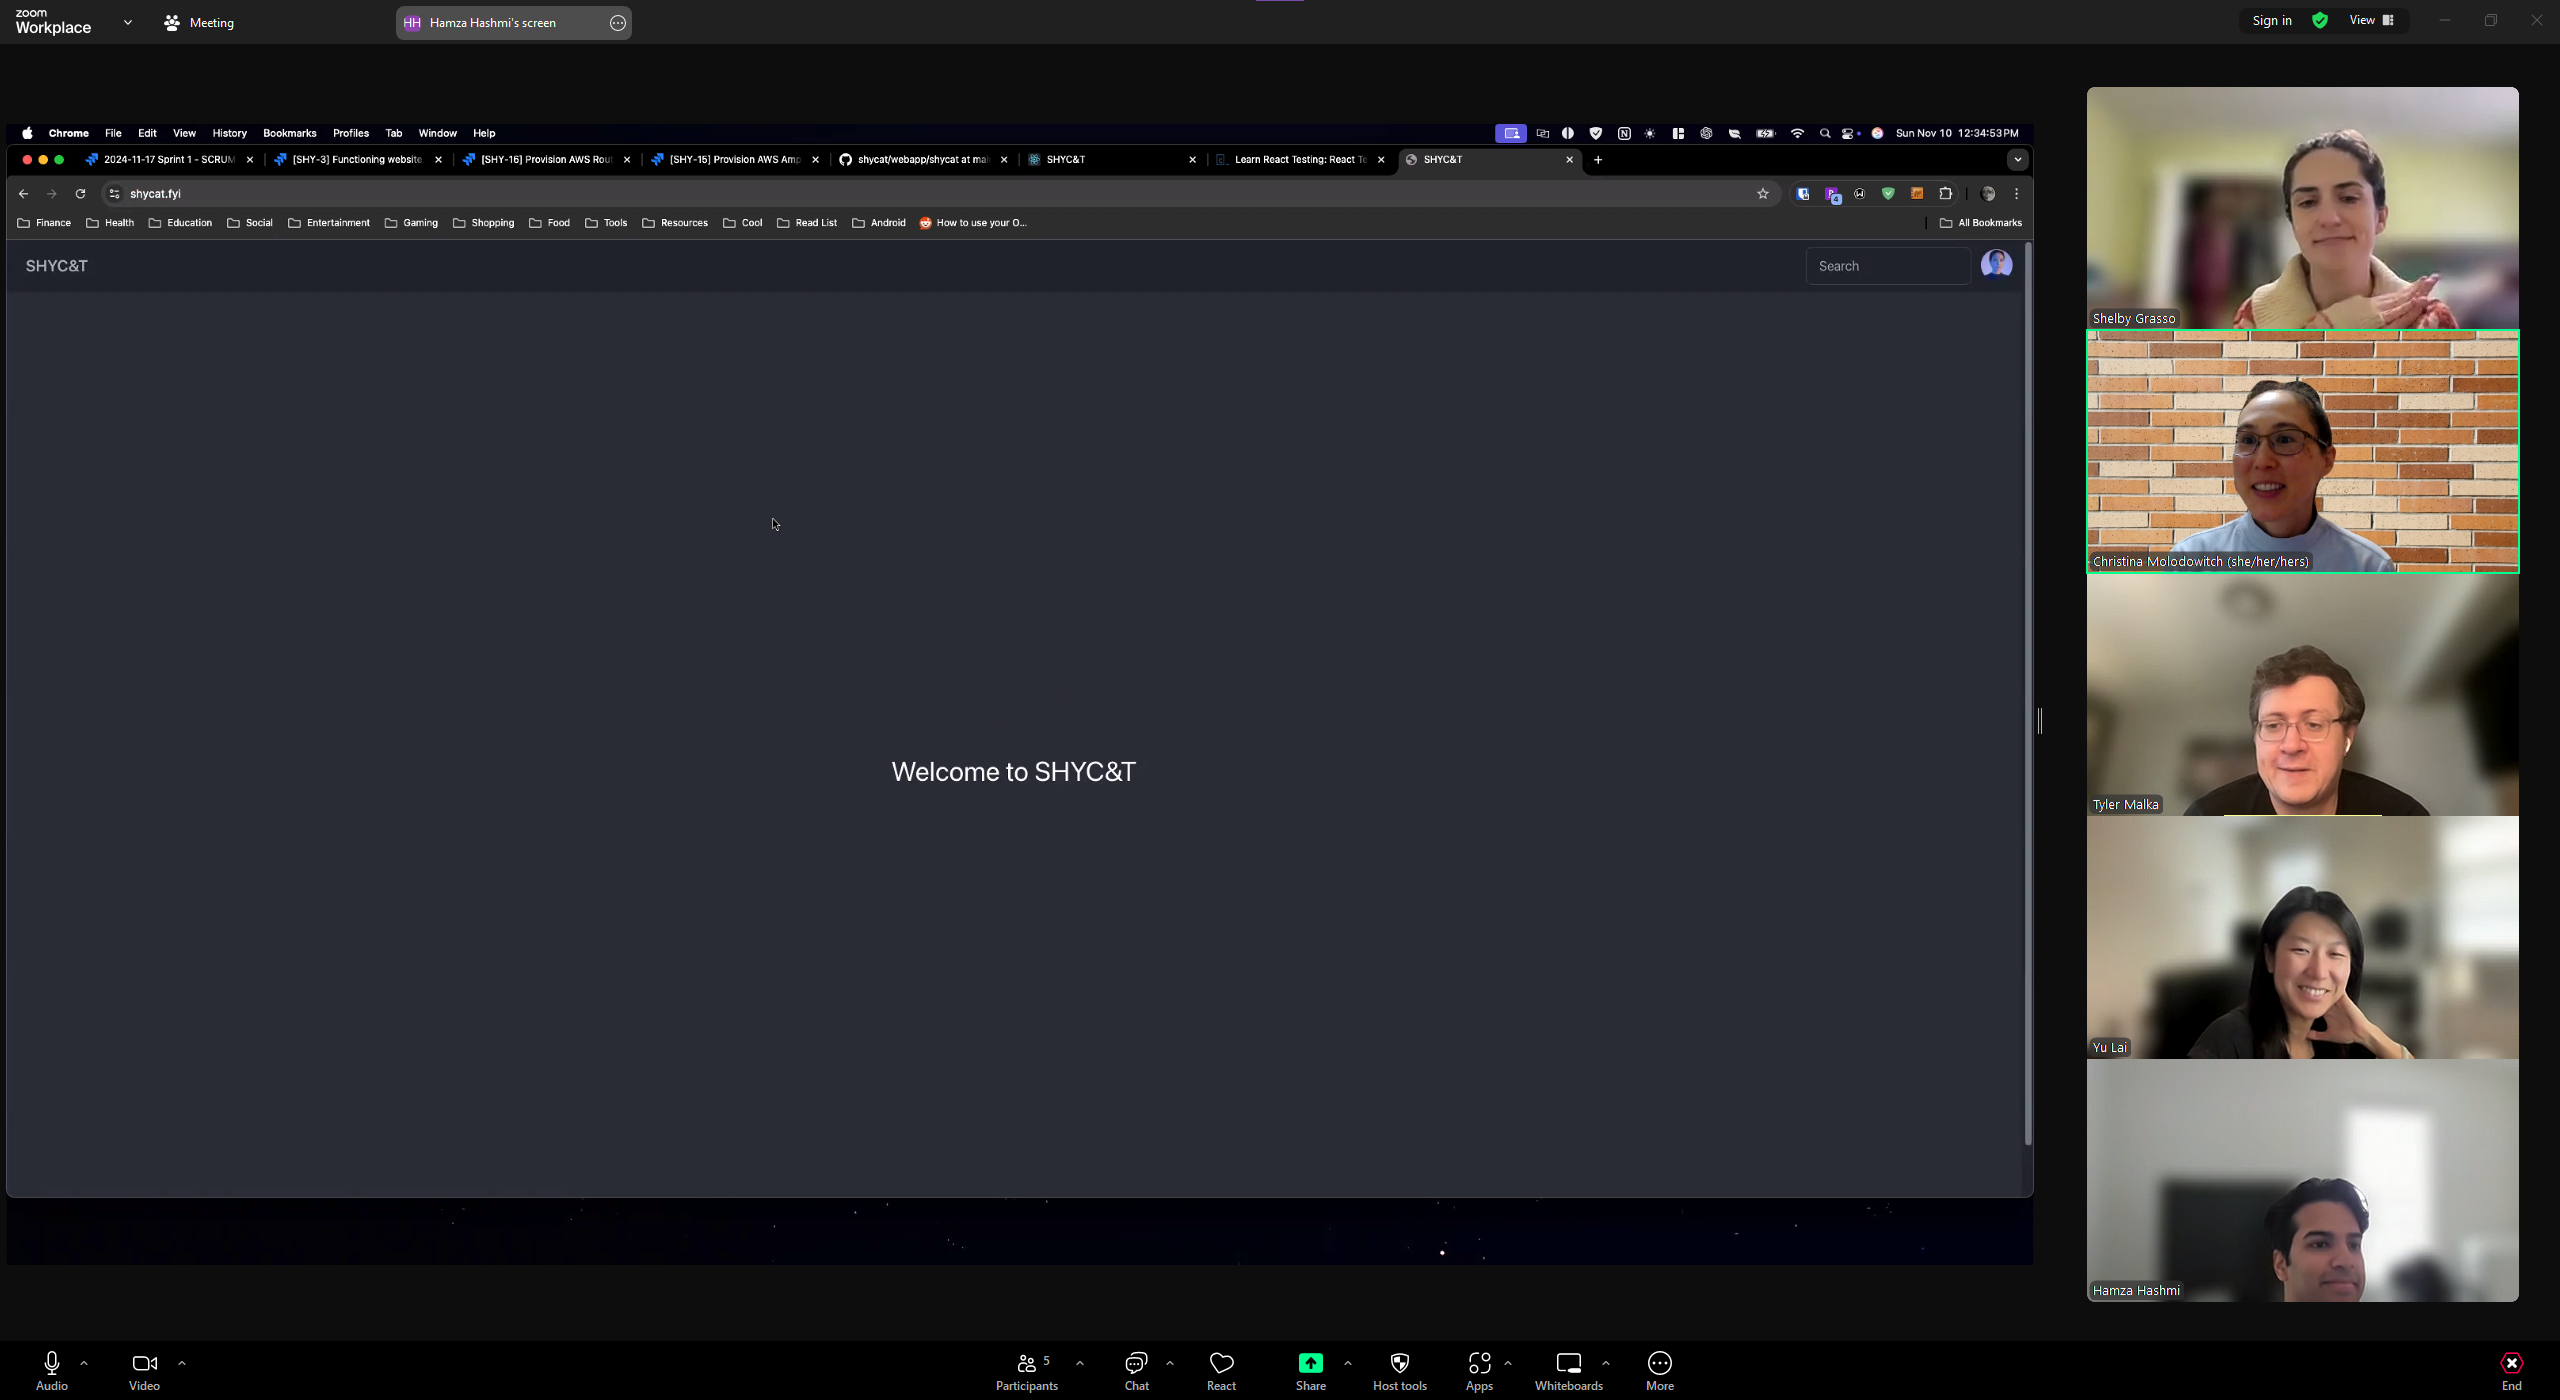 zoom
Workplace
Meeting
HH Hamza Hashmi's screen
Sign in
View
Chrome File Edit View History Bookmarks Profiles Tab Window Help
Sun Nov 10 12:34:53 PM
2024-11-17 Sprint 1 - SCRUM
[SHY-3] Functioning website
[SHY-16] Provision AWS Rou
[SHY-15] Provision AWS Amp
shycat/webapp/shycat at mai
SHYC&T
Learn React Testing: React Te
SHYC&T
shycat.fyi
Finance Health Education Social Entertainment Gaming Shopping Food Tools Resources Cool Read List Android How to use your O...
All Bookmarks
SHYC&T
Search
Welcome to SHYC&T
Shelby Grasso
Christina Molodowitch (she/her/hers)
Tyler Malka
Yu Lai
Hamza Hashmi
Audio
Video
Participants 5
Chat
React
Share
Host tools
Apps
Whiteboards
More
End